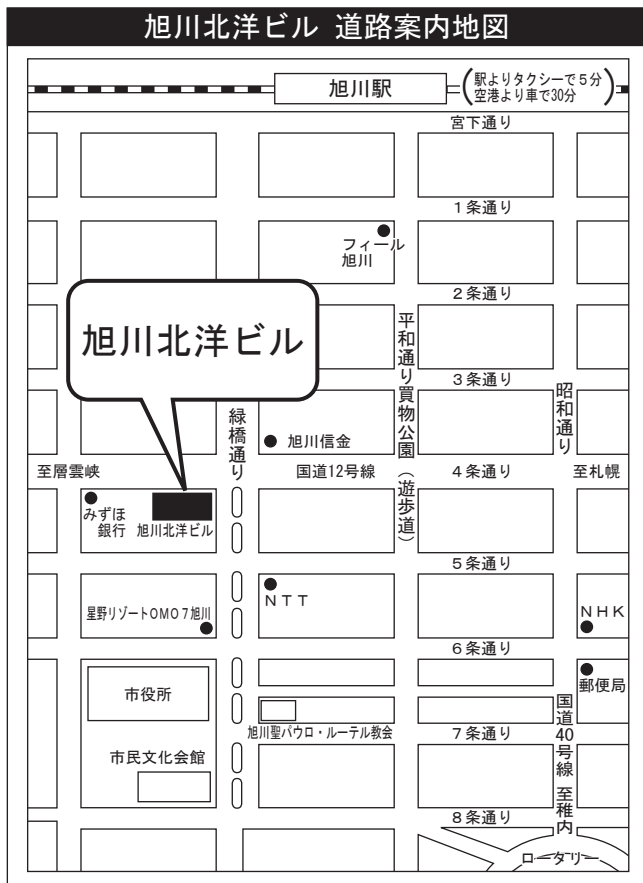 旭川北洋ビル 道路案内地図
旭川駅
（駅よりタクシーで５分
空港より車で30分）
宮下通り
１条通り
フィール
旭川
２条通り
旭川北洋ビル
平和通り買物公園（遊歩道）
３条通り
昭和通り
緑橋通り
旭川信金
至層雲峡
国道12号線
４条通り
至札幌
みずほ
銀行
旭川北洋ビル
５条通り
星野リゾートOMO７旭川
ＮＴＴ
ＮＨＫ
６条通り
市役所
郵便局
旭川聖パウロ・ルーテル教会
７条通り
国道40号線 至稚内
市民文化会館
８条通り
ロータリー